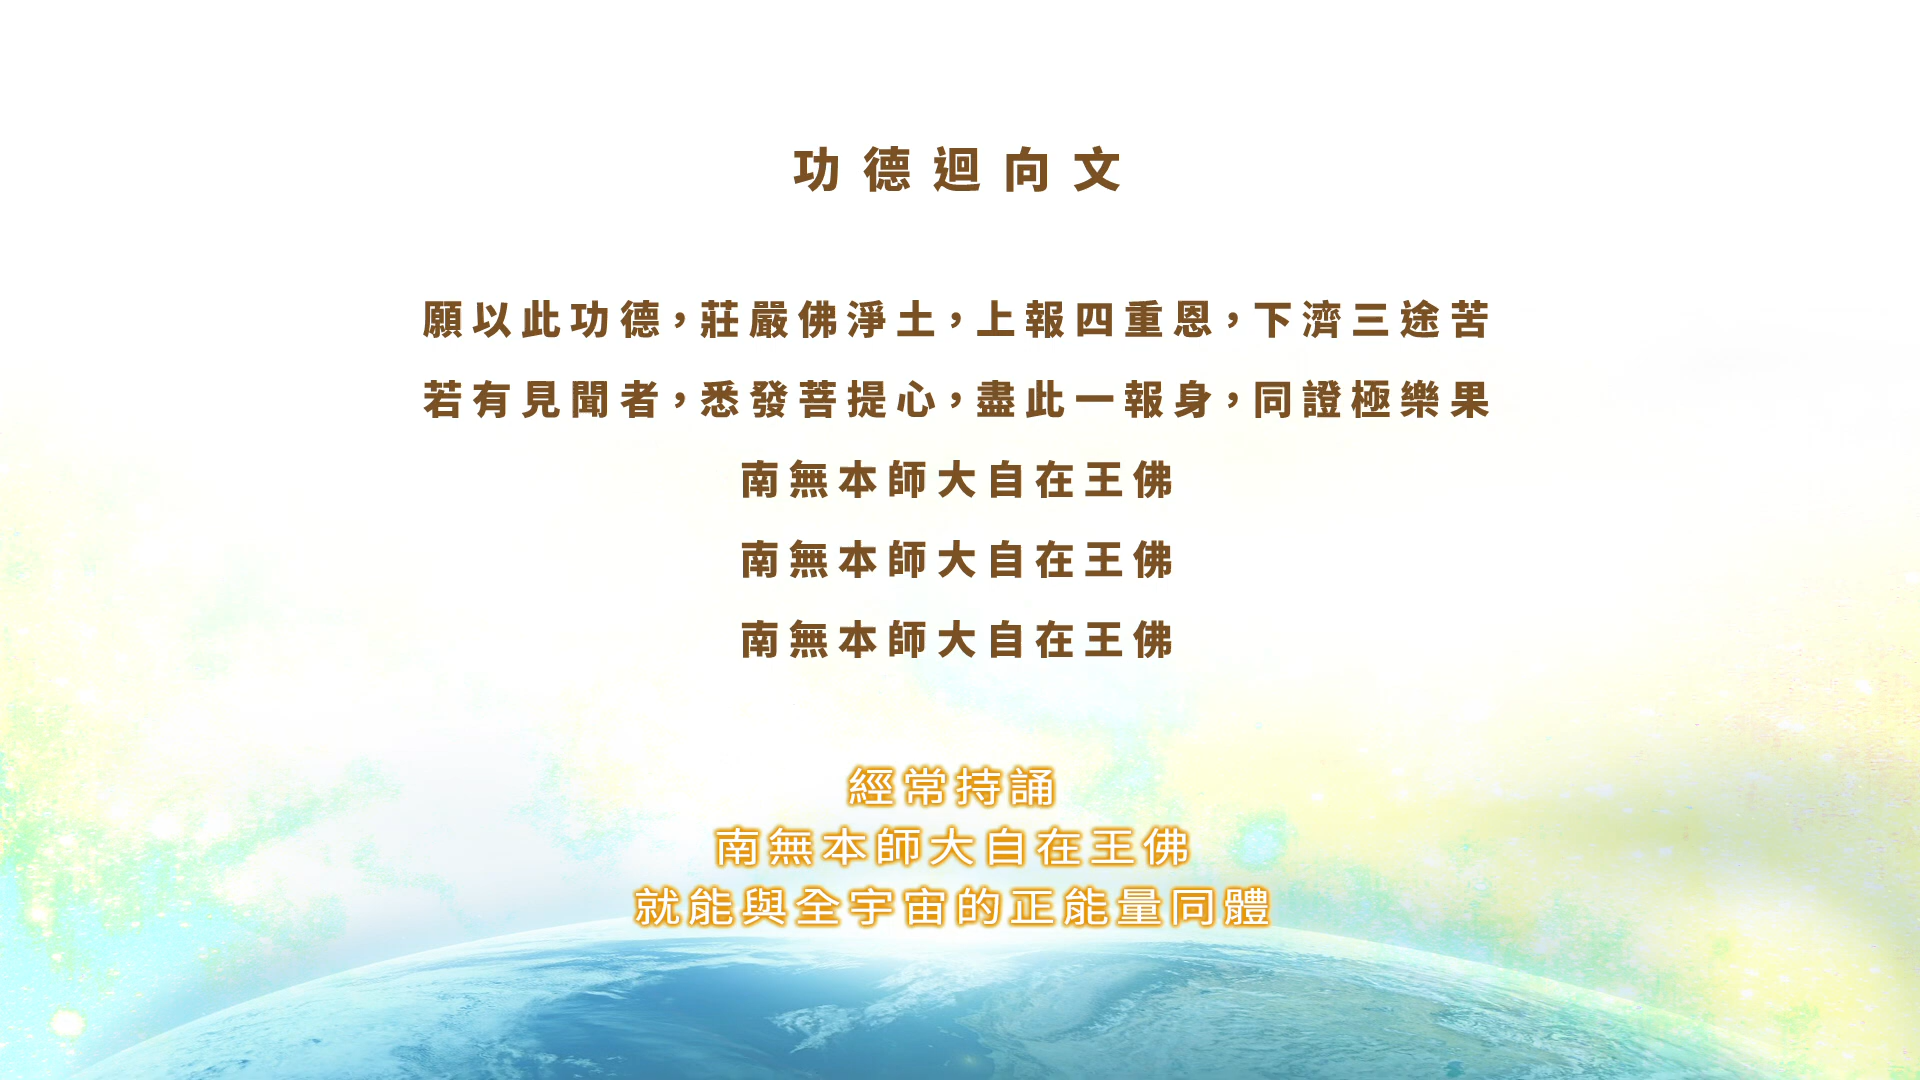 功德迴向文
願以此功德，莊嚴佛淨土，上報四重恩，下濟三途苦
若有見聞者，悉發菩提心，盡此一報身，同證極樂果
南無本師大自在王佛
南無本師大自在王佛
南無本師大自在王佛
經常持誦
南無本師大自在王佛
就能與全宇宙的正能量同體